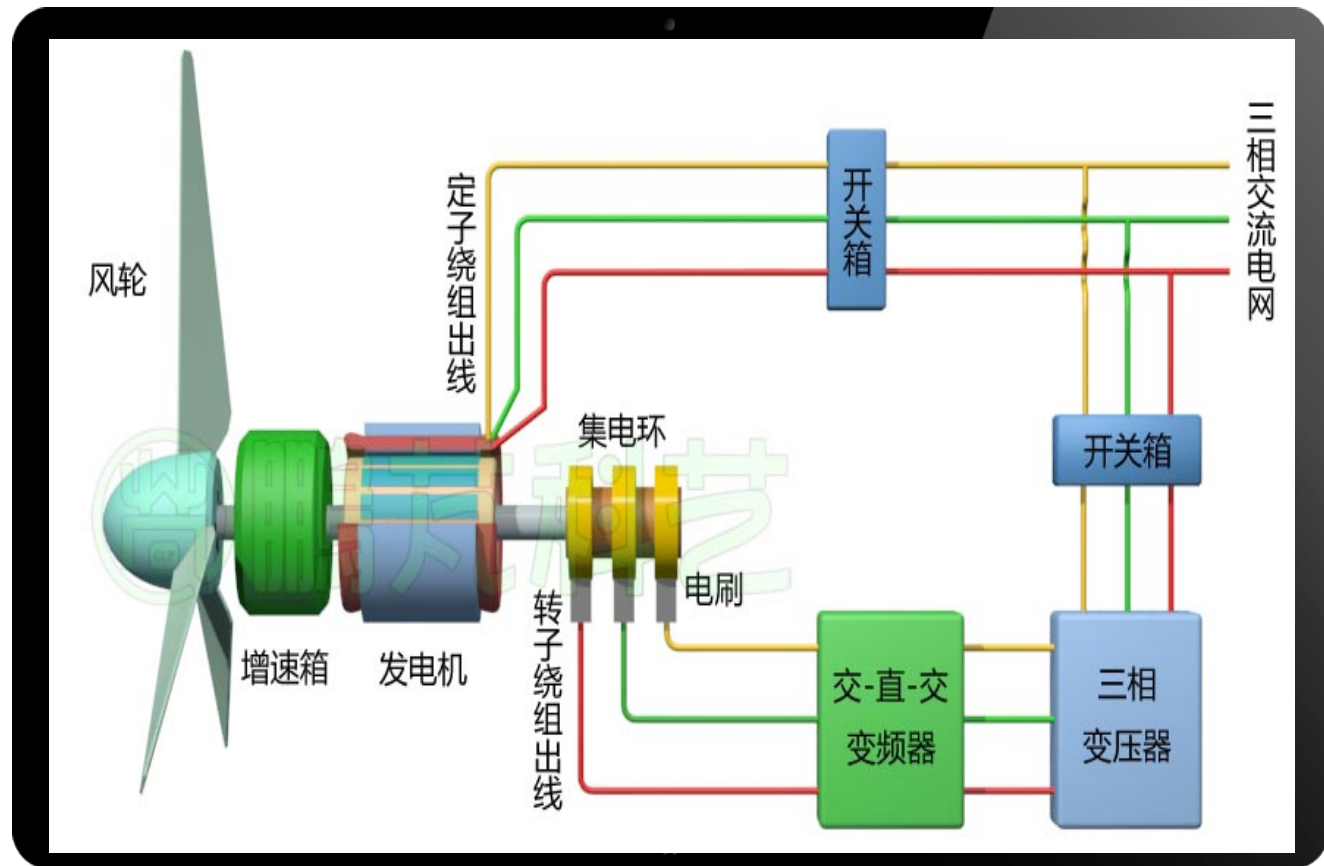 三相交流电网
开关箱
定子绕组出线
风轮
集电环
开关箱
电刷
转子绕组出线
增速箱
发电机
交-直-交
变频器
三相
变压器